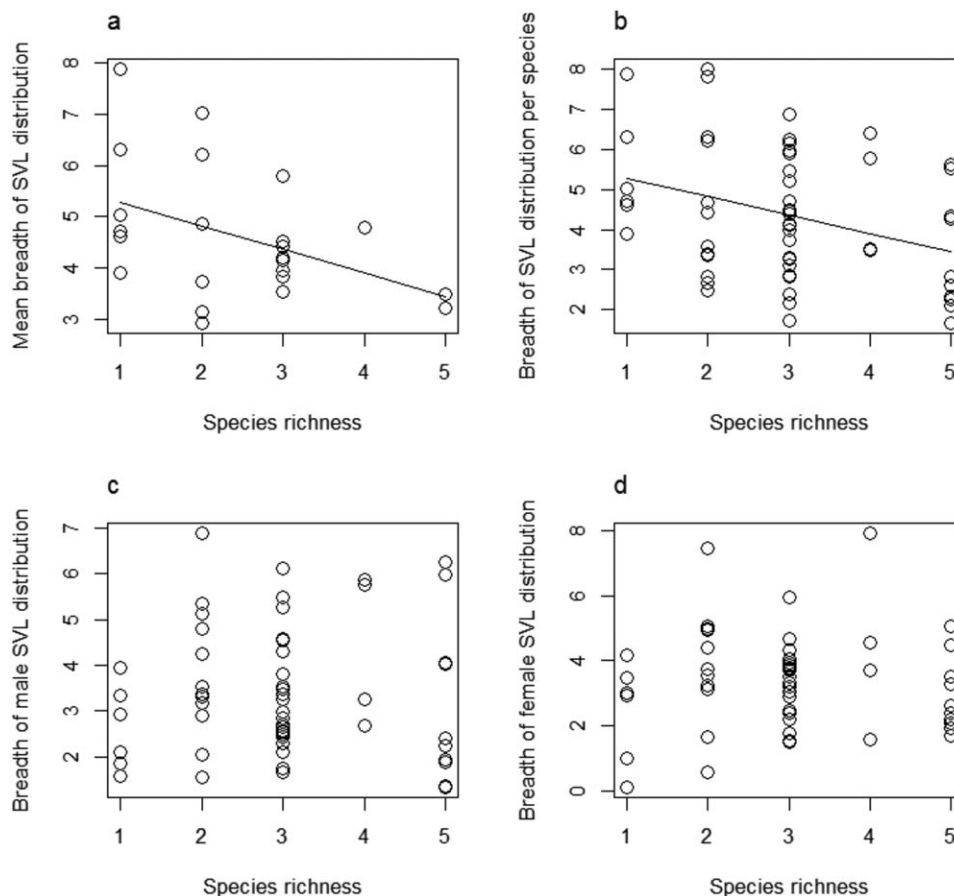 a
Mean breadth of SVL distribution
8
7
6
5
4
3
1 2 3 4 5
Species richness
b
Breadth of SVL distribution per species
8
7
6
5
4
3
2
1 2 3 4 5
Species richness
c
Breadth of male SVL distribution
7
6
5
4
3
2
1 2 3 4 5
Species richness
d
Breadth of female SVL distribution
8
6
4
2
0
1 2 3 4 5
Species richness